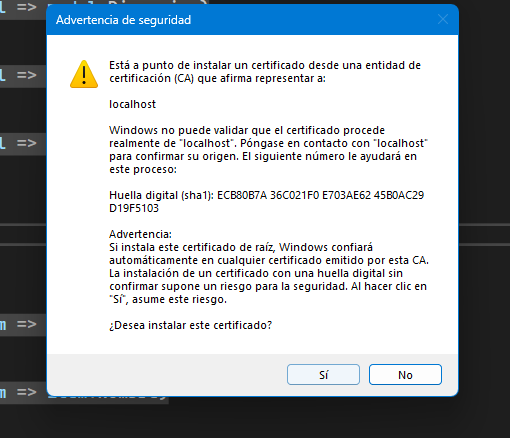 Advertencia de seguridad
Está a punto de instalar un certificado desde una entidad de
certificación (CA) que afirma representar a:
localhost
Windows no puede validar que el certificado procede
realmente de "localhost". Póngase en contacto con "localhost"
para confirmar su origen. El siguiente número le ayudará en
este proceso:
Huella digital (sha1): ECB80B7A 36C021F0 E703AE62 45B0AC29
D19F5103
Advertencia:
Si instala este certificado de raíz, Windows confiará
automáticamente en cualquier certificado emitido por esta CA.
La instalación de un certificado con una huella digital sin
confirmar supone un riesgo para la seguridad. Al hacer clic en
"Sí", asume este riesgo.
¿Desea instalar este certificado?
Sí
No
l =>
l =>
l =>
m =>
m =>